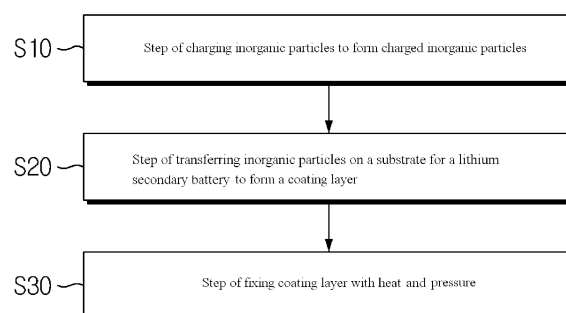 S10
Step of charging inorganic particles to form charged inorganic particles
S20
Step of transferring inorganic particles on a substrate for a lithium
secondary battery to form a coating layer
S30
Step of fixing coating layer with heat and pressure